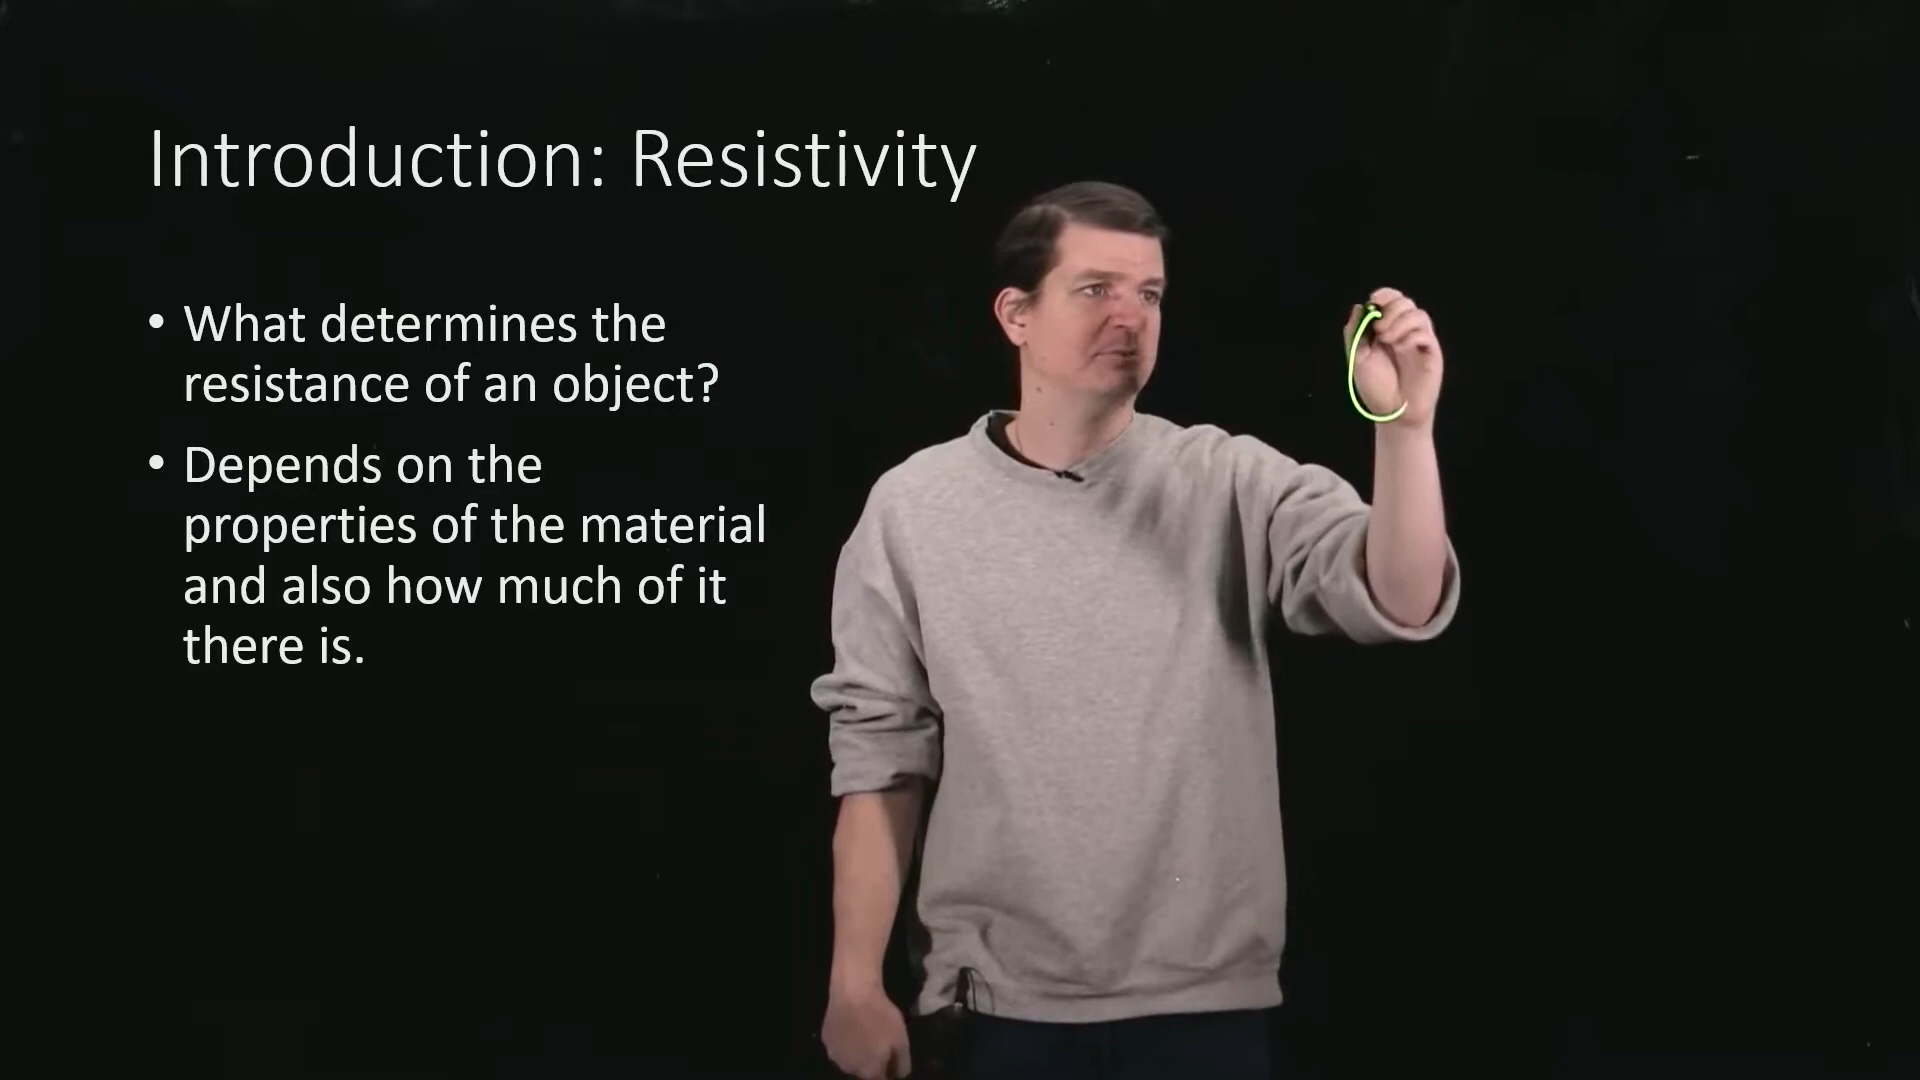 Introduction: Resistivity
• What determines the
resistance of an object?
• Depends on the
properties of the material
and also how much of it
there is.